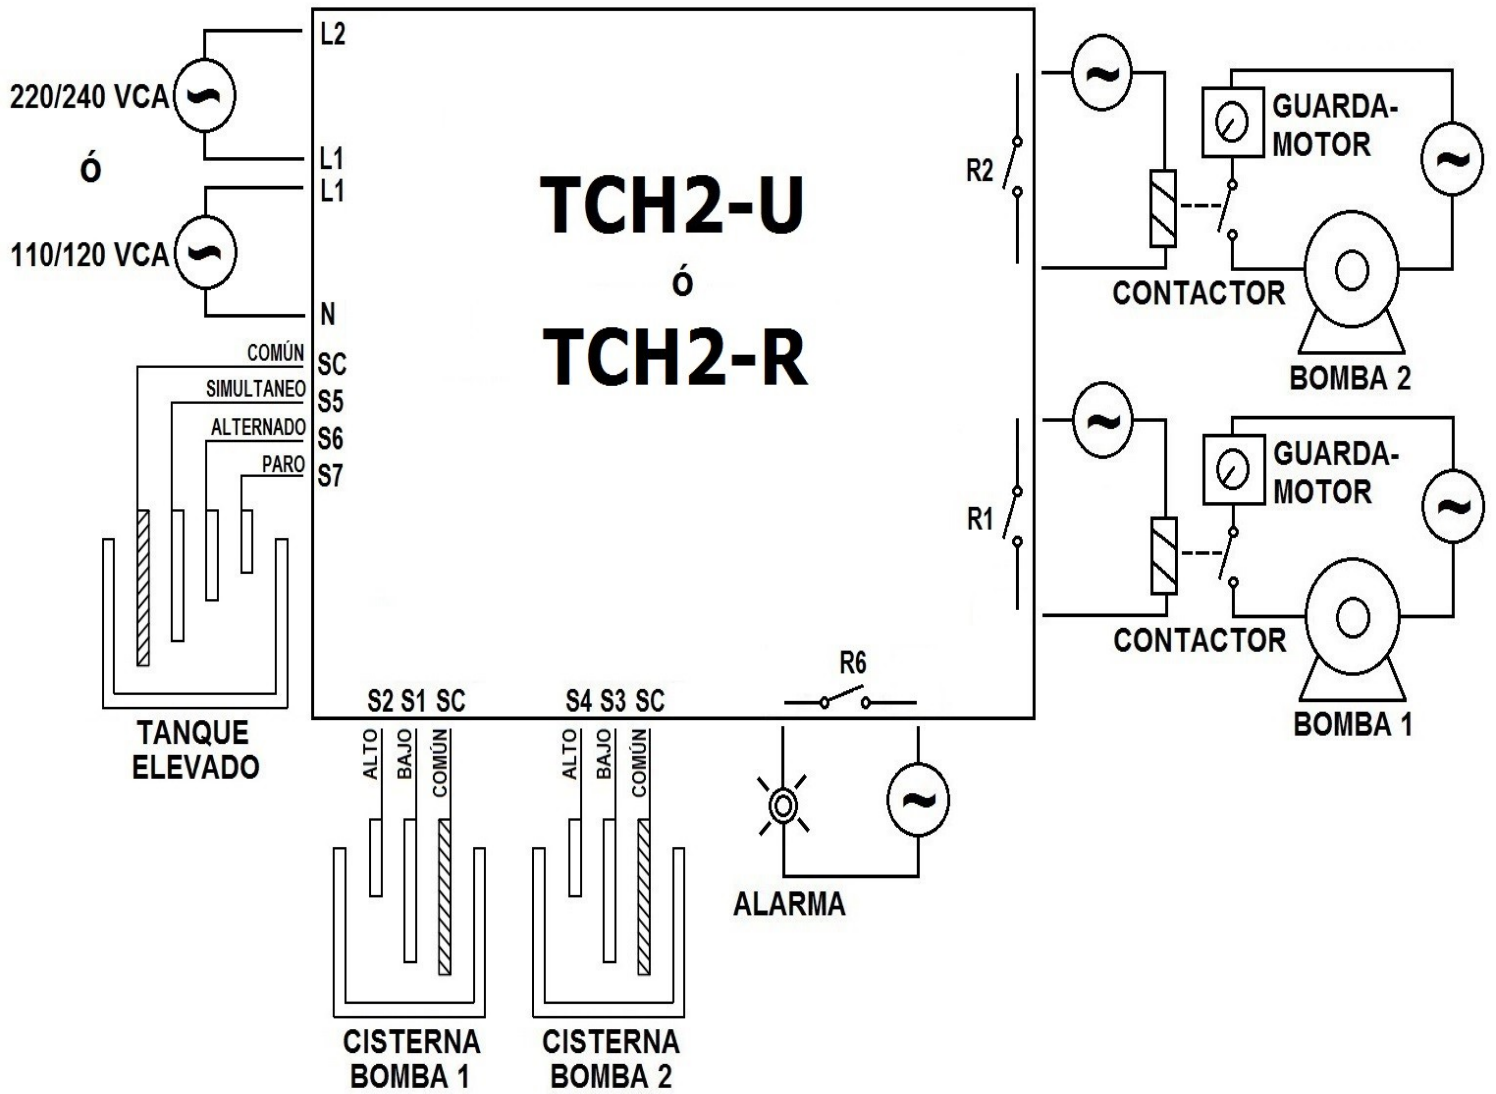 L2
220/240 VCA
Ó
L1
L1
110/120 VCA
N
COMÚN
SC
SIMULTANEO
S5
ALTERNADO
S6
PARO
S7
TANQUE
ELEVADO
TCH2-U
ó
TCH2-R
R2
GUARDA-
MOTOR
CONTACTOR
BOMBA 2
R1
GUARDA-
MOTOR
CONTACTOR
BOMBA 1
R6
S2 S1 SC
ALTO
BAJO
COMÚN
CISTERNA
BOMBA 1
S4 S3 SC
ALTO
BAJO
COMÚN
CISTERNA
BOMBA 2
ALARMA